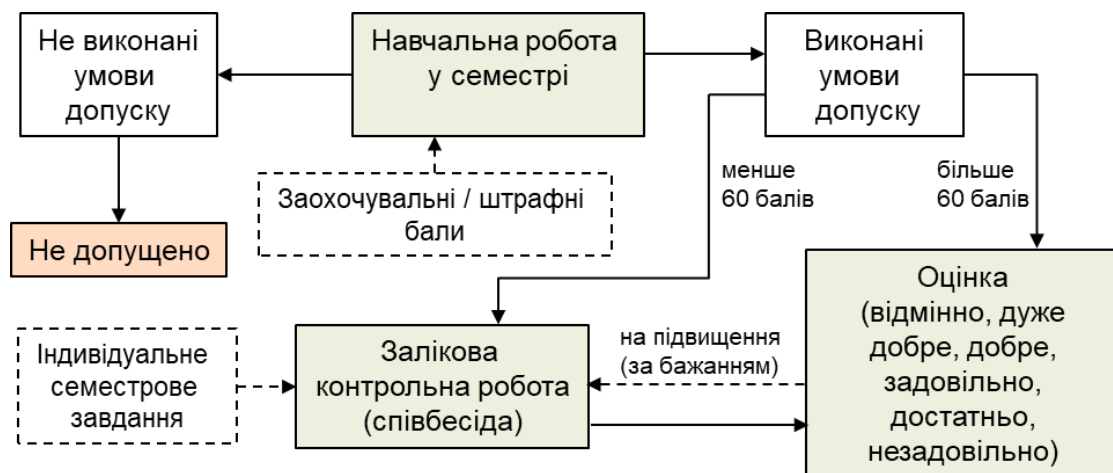 Не виконані
умови
допуску
Навчальна робота
у семестрі
Виконані
умови
допуску
Заохочувальні / штрафні
бали
менше
60 балів
більше
60 балів
Не допущено
Індивідуальне
семестрове
завдання
Залікова
контрольна робота
(співбесіда)
на підвищення
(за бажанням)
Оцінка
(відмінно, дуже
добре, добре,
задовільно,
достатньо,
незадовільно)